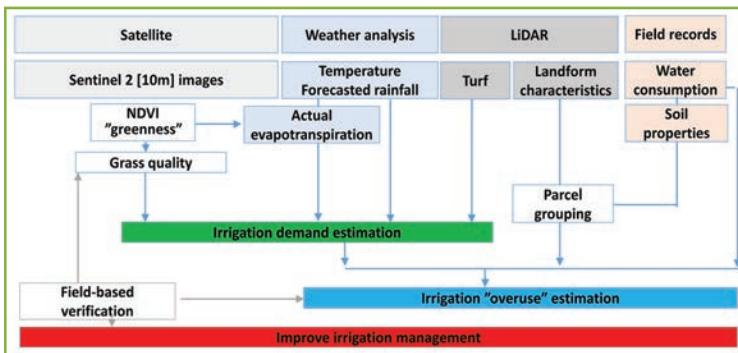 Satellite
Weather analysis
LiDAR
Field records
Sentinel 2 [10m] images
Temperature
Forecasted rainfall
Turf
Landform
characteristics
Water
consumption
NDVI
"greenness"
Actual
evapotranspiration
Soil
properties
Grass quality
Parcel
grouping
Irrigation demand estimation
Field-based
verification
Irrigation "overuse" estimation
Improve irrigation management